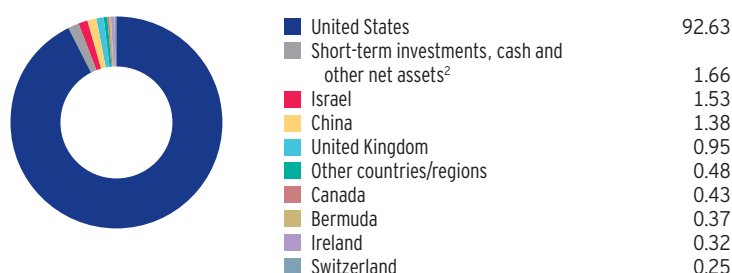 United States 92.63
Short-term investments, cash and
other net assets² 1.66
Israel 1.53
China 1.38
United Kingdom 0.95
Other countries/regions 0.48
Canada 0.43
Bermuda 0.37
Ireland 0.32
Switzerland 0.25